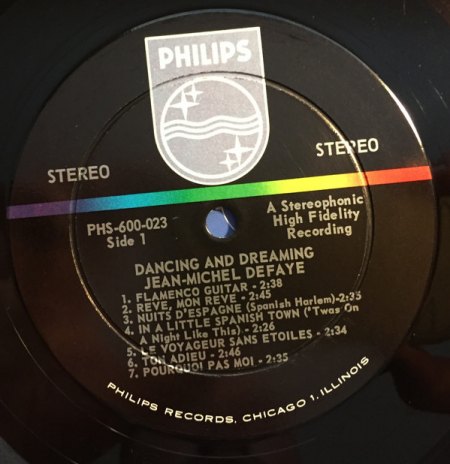 PHILIPS
STEREO
STEREO
PHS-600-023
Side 1
A Stereophonic
High Fidelity
Recording
DANCING AND DREAMING
JEAN-MICHEL DEFAYE
1. FLAMENCO GUITAR - 2:38
2. REVE, MON REVE - 2:45
3. NUITS D'ESPAGNE (Spanish Harlem)-2:35
4. IN A LITTLE SPANISH TOWN ('Twas On
A Night Like This) - 2:26
5. LE VOYAGEUR SANS ETOILES - 2:34
6. TON ADIEU - 2:46
7. POURQUOI PAS MOI - 2:35
PHILIPS RECORDS, CHICAGO 1, ILLINOIS